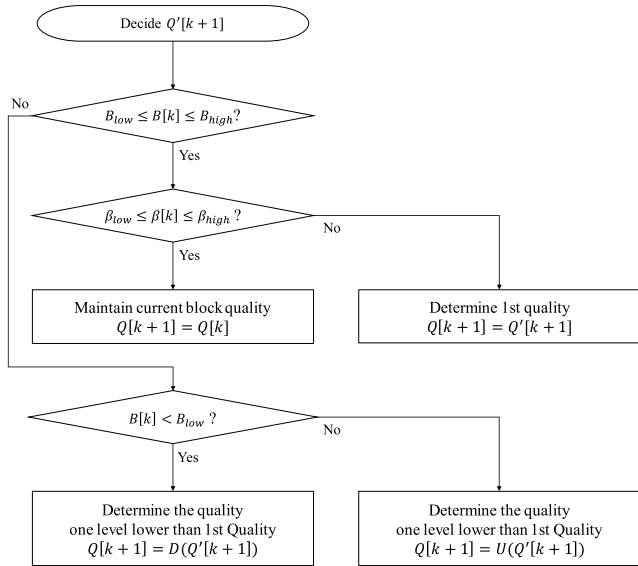 Decide Q′[k + 1]
No
B_low ≤ B[k] ≤ B_high?
Yes
β_low ≤ β[k] ≤ β_high ?
No
Yes
Maintain current block quality
Q[k + 1] = Q[k]
Determine 1st quality
Q[k + 1] = Q′[k + 1]
B[k] < B_low ?
No
Yes
Determine the quality
one level lower than 1st Quality
Q[k + 1] = D(Q′[k + 1])
Determine the quality
one level lower than 1st Quality
Q[k + 1] = U(Q′[k + 1])